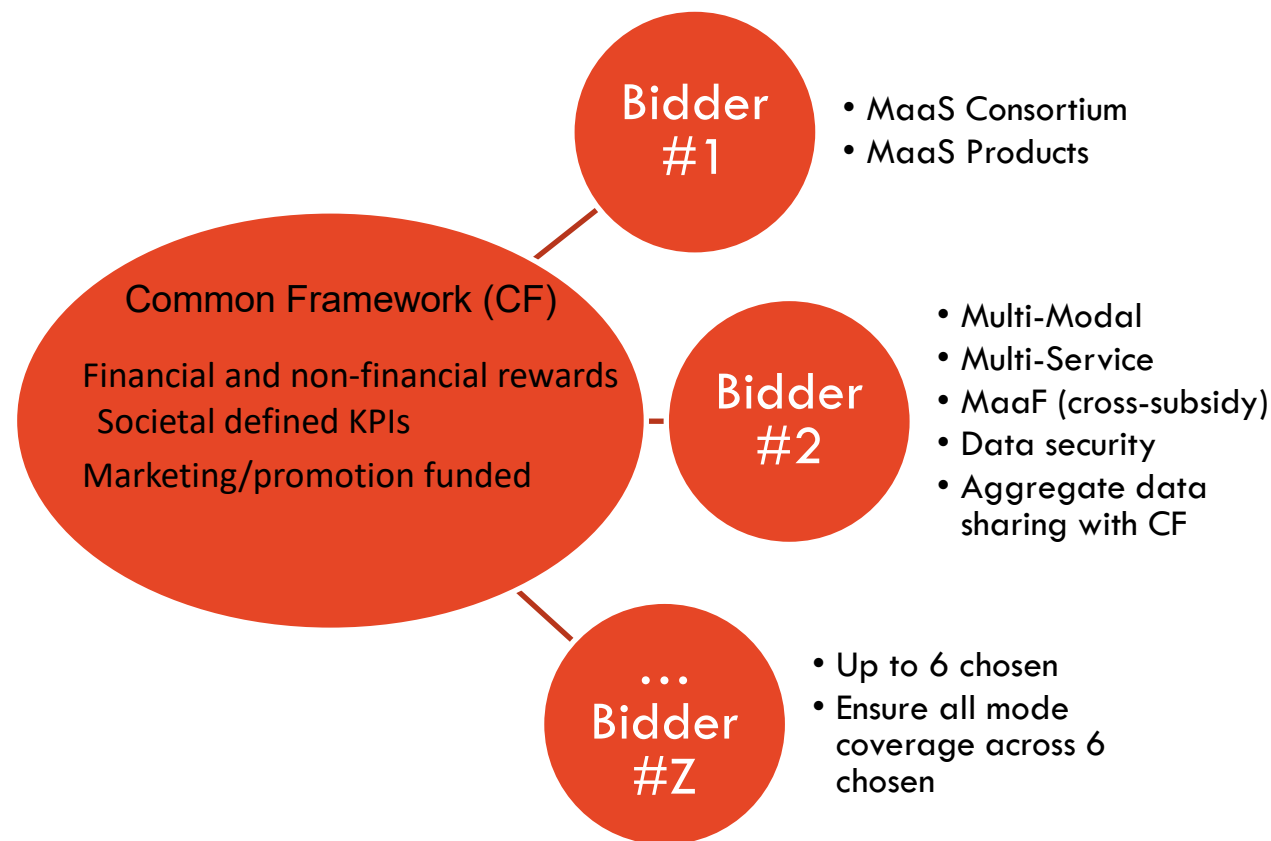 Common Framework (CF)
Financial and non-financial rewards
Societal defined KPIs
Marketing/promotion funded
Bidder
#1
• MaaS Consortium
• MaaS Products
Bidder
#2
• Multi-Modal
• Multi-Service
• MaaF (cross-subsidy)
• Data security
• Aggregate data
sharing with CF
...
Bidder
#Z
• Up to 6 chosen
• Ensure all mode
coverage across 6
chosen